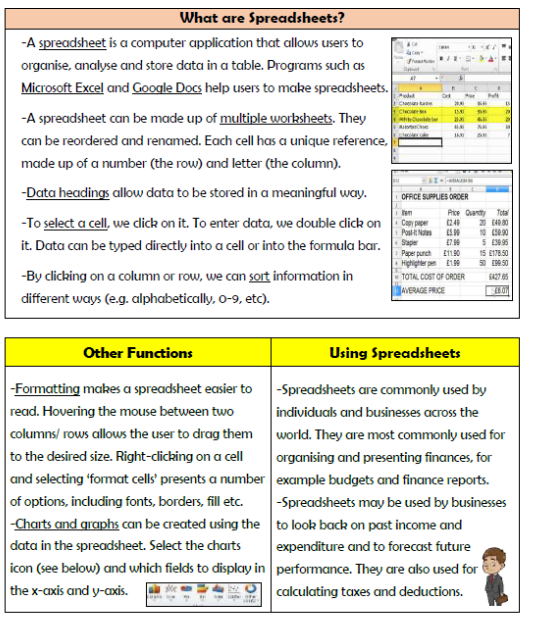 What are Spreadsheets?
-A spreadsheet is a computer application that allows users to
organise, analyse and store data in a table. Programs such as
Microsoft Excel and Google Docs help users to make spreadsheets.
-A spreadsheet can be made up of multiple worksheets. They
can be reordered and renamed. Each cell has a unique reference,
made up of a number (the row) and letter (the column).
-Data headings allow data to be stored in a meaningful way.
-To select a cell, we click on it. To enter data, we double click on
it. Data can be typed directly into a cell or into the formula bar.
-By clicking on a column or row, we can sort information in
different ways (e.g. alphabetically, 0-9, etc).
Product Cost Price Profit
OFFICE SUPPLIES ORDER
Item Price Quantity Total
Copy paper £2.49 20 £49.80
Post-It Notes £5.99 10 £59.90
Stapler £7.99 5 £39.95
Paper punch £11.90 15 £178.50
Highlighter pen £1.99 50 £99.50
TOTAL COST OF ORDER £427.65
AVERAGE PRICE £6.07
Other Functions
-Formatting makes a spreadsheet easier to
read. Hovering the mouse between two
columns/ rows allows the user to drag them
to the desired size. Right-clicking on a cell
and selecting ‘format cells’ presents a number
of options, including fonts, borders, fill etc.
-Charts and graphs can be created using the
data in the spreadsheet. Select the charts
icon (see below) and which fields to display in
the x-axis and y-axis.
Using Spreadsheets
-Spreadsheets are commonly used by
individuals and businesses across the
world. They are most commonly used for
organising and presenting finances, for
example budgets and finance reports.
-Spreadsheets may be used by businesses
to look back on past income and
expenditure and to forecast future
performance. They are also used for
calculating taxes and deductions.